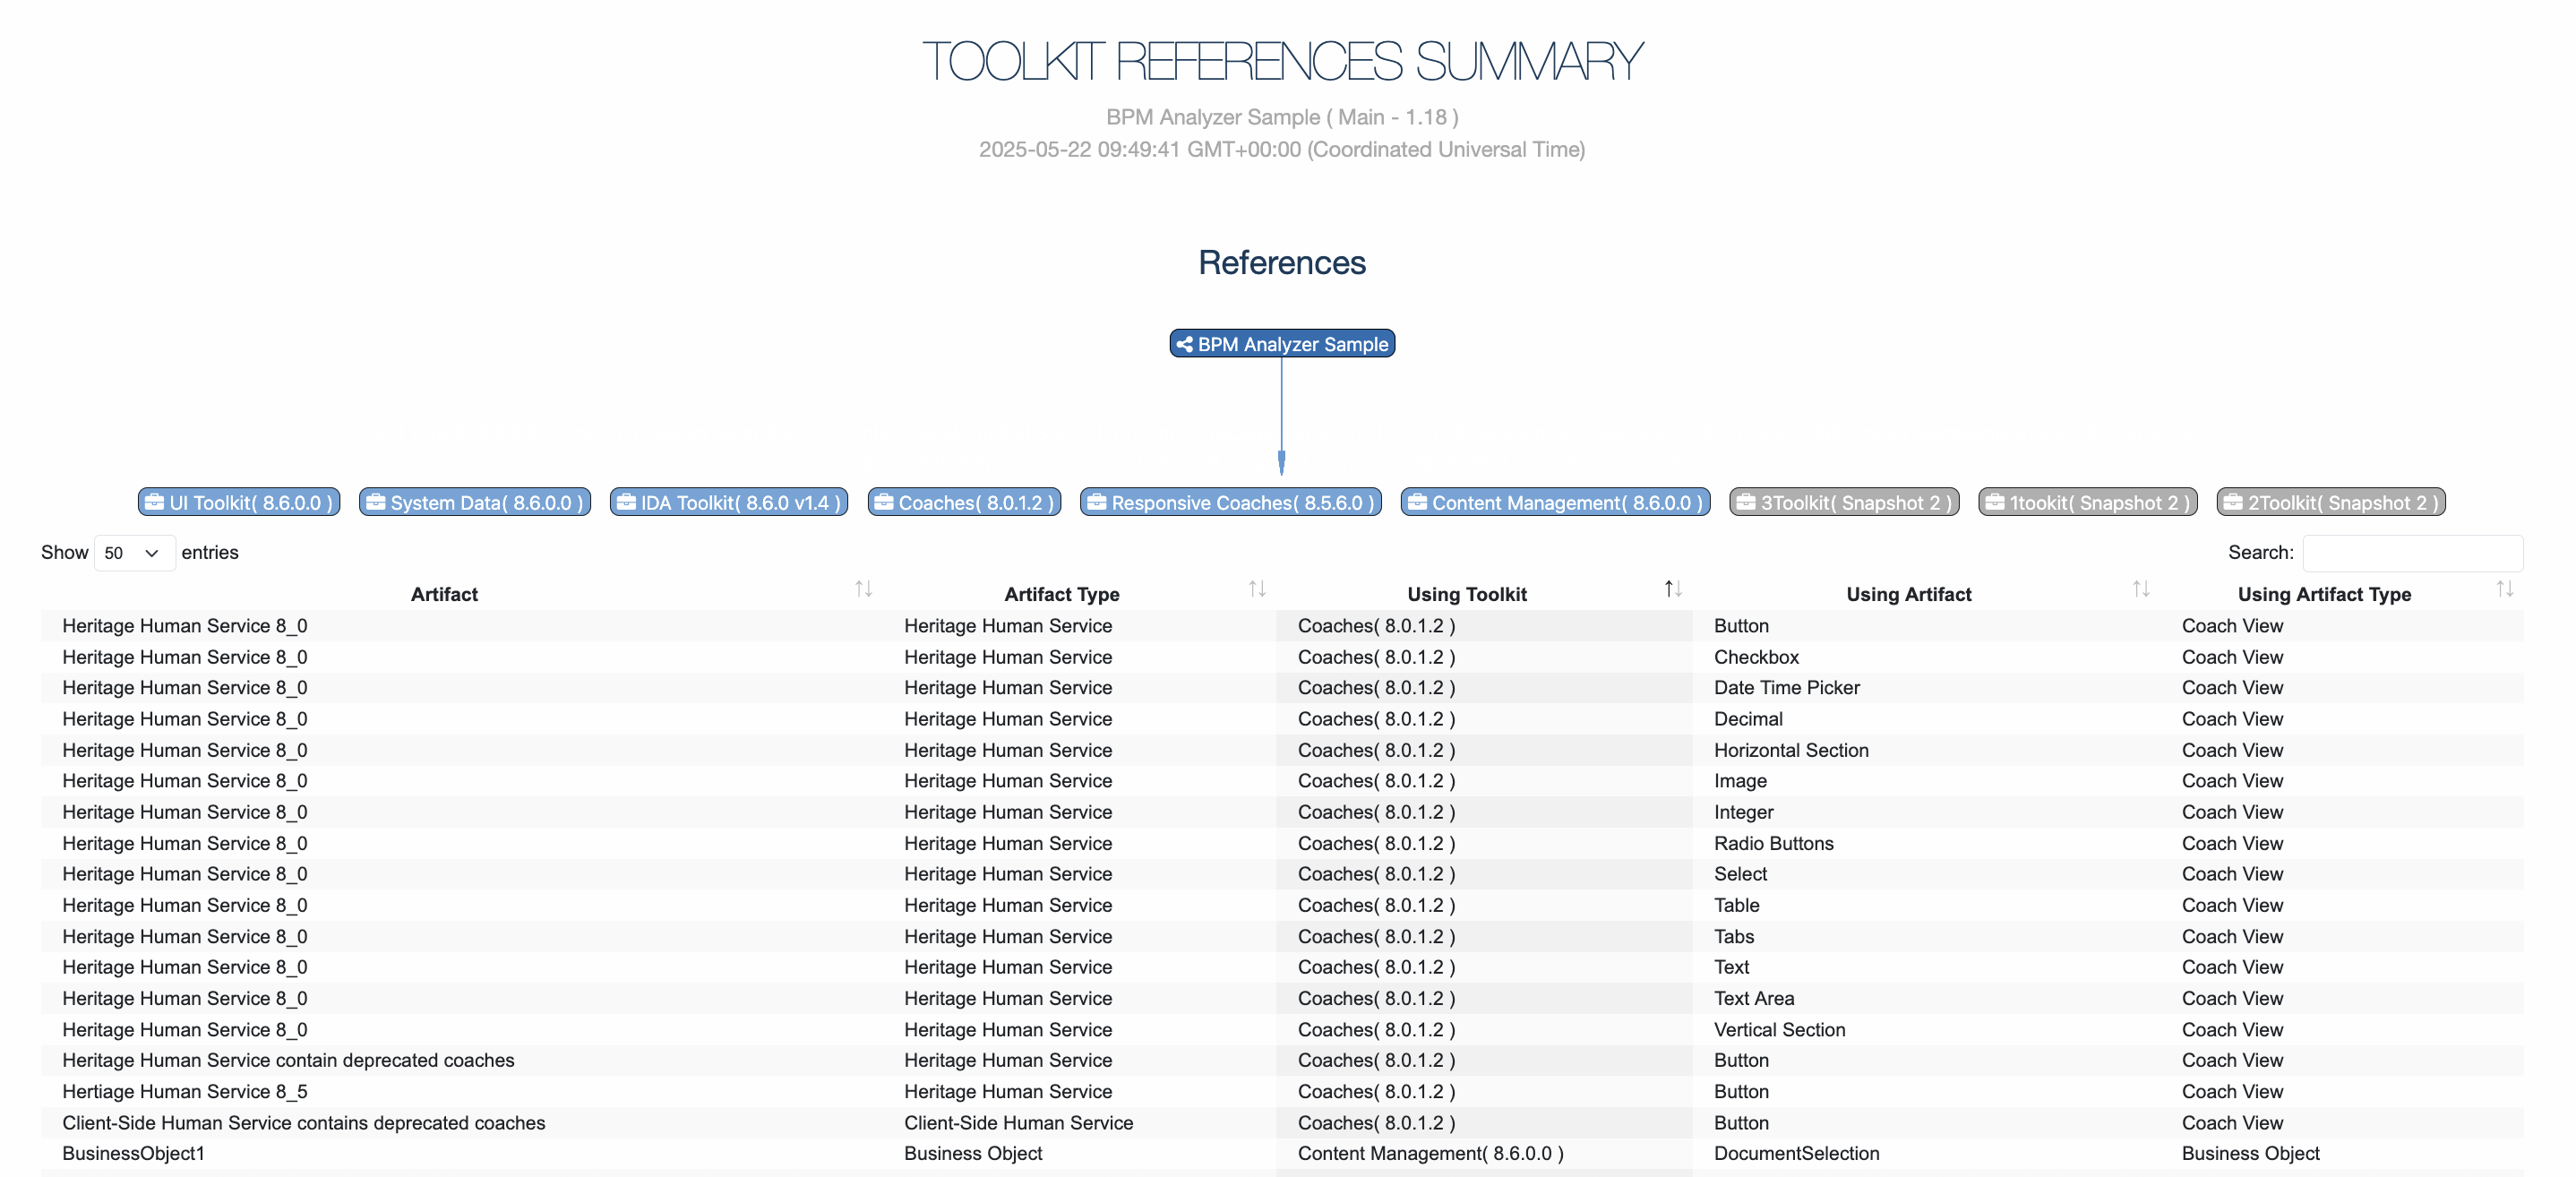 TOOLKIT REFERENCES SUMMARY
BPM Analyzer Sample ( Main - 1.18 )
2025-05-22 09:49:41 GMT+00:00 (Coordinated Universal Time)
References
BPM Analyzer Sample
UI Toolkit( 8.6.0.0 ) System Data( 8.6.0.0 ) IDA Toolkit( 8.6.0 v1.4 ) Coaches( 8.0.1.2 ) Responsive Coaches( 8.5.6.0 ) Content Management( 8.6.0.0 ) 3Toolkit( Snapshot 2 ) 1tookit( Snapshot 2 ) 2Toolkit( Snapshot 2 )
Show 50 entries Search:
Artifact Artifact Type Using Toolkit Using Artifact Using Artifact Type
Heritage Human Service 8_0 Heritage Human Service Coaches( 8.0.1.2 ) Button Coach View
Heritage Human Service 8_0 Heritage Human Service Coaches( 8.0.1.2 ) Checkbox Coach View
Heritage Human Service 8_0 Heritage Human Service Coaches( 8.0.1.2 ) Date Time Picker Coach View
Heritage Human Service 8_0 Heritage Human Service Coaches( 8.0.1.2 ) Decimal Coach View
Heritage Human Service 8_0 Heritage Human Service Coaches( 8.0.1.2 ) Horizontal Section Coach View
Heritage Human Service 8_0 Heritage Human Service Coaches( 8.0.1.2 ) Image Coach View
Heritage Human Service 8_0 Heritage Human Service Coaches( 8.0.1.2 ) Integer Coach View
Heritage Human Service 8_0 Heritage Human Service Coaches( 8.0.1.2 ) Radio Buttons Coach View
Heritage Human Service 8_0 Heritage Human Service Coaches( 8.0.1.2 ) Select Coach View
Heritage Human Service 8_0 Heritage Human Service Coaches( 8.0.1.2 ) Table Coach View
Heritage Human Service 8_0 Heritage Human Service Coaches( 8.0.1.2 ) Tabs Coach View
Heritage Human Service 8_0 Heritage Human Service Coaches( 8.0.1.2 ) Text Coach View
Heritage Human Service 8_0 Heritage Human Service Coaches( 8.0.1.2 ) Text Area Coach View
Heritage Human Service 8_0 Heritage Human Service Coaches( 8.0.1.2 ) Vertical Section Coach View
Heritage Human Service contain deprecated coaches Heritage Human Service Coaches( 8.0.1.2 ) Button Coach View
Hertiage Human Service 8_5 Heritage Human Service Coaches( 8.0.1.2 ) Button Coach View
Client-Side Human Service contains deprecated coaches Client-Side Human Service Coaches( 8.0.1.2 ) Button Coach View
BusinessObject1 Business Object Content Management( 8.6.0.0 ) DocumentSelection Business Object